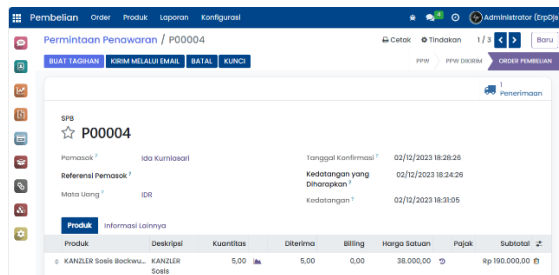 Pembelian Order Produk Laporan Konfigurasi 4 Administrator (ErpDja
Permintaan Penawaran / P00004 Cetak Tindakan 1 / 3 Baru
BUAT TAGIHAN KIRIM MELALUI EMAIL BATAL KUNCI PPW PPW DIKIRIM ORDER PEMBELIAN
1
Penerimaan
SPB
P00004
Pemasok ? Ida Kurniasari Tanggal Konfirmasi ? 02/12/2023 18:28:26
Referensi Pemasok ? Kedatangan yang 02/12/2023 18:24:26
Diharapkan ?
Mata Uang ? IDR Kedatangan ? 02/12/2023 18:31:05
Produk Informasi Lainnya
Produk Deskripsi Kuantitas Diterima Billing Harga Satuan Pajak Subtotal
KANZLER Sosis Bockwu... KANZLER 5,00 5,00 0,00 38.000,00 Rp 190.000,00
Sosis